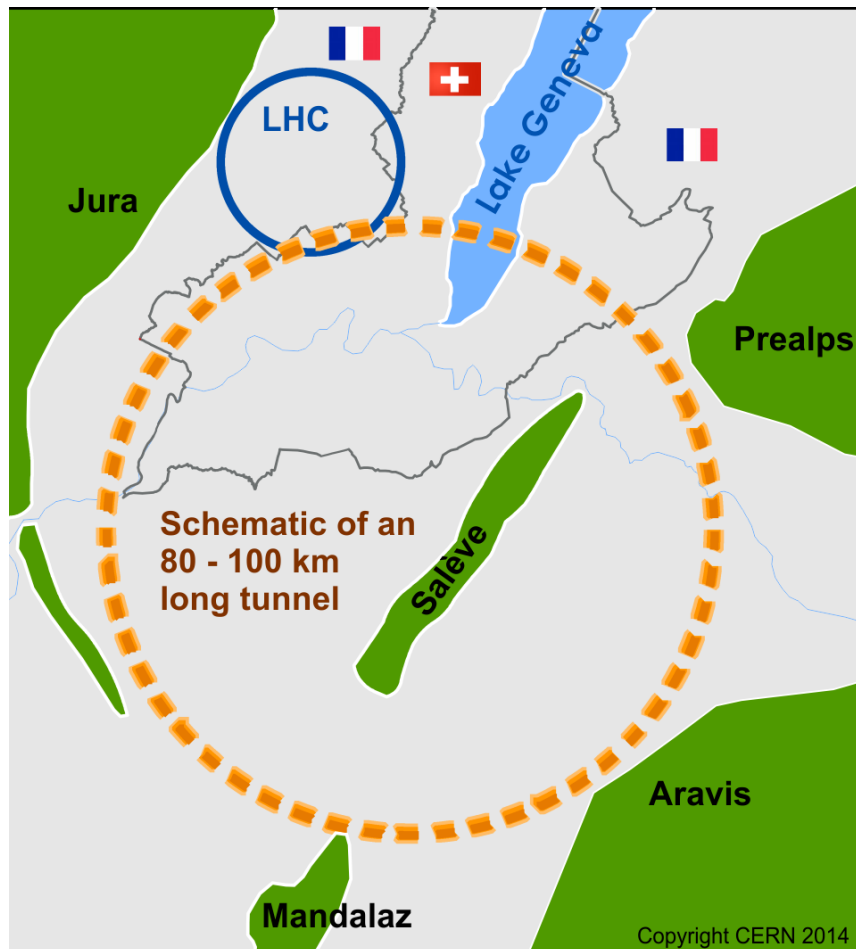 LHC
Lake Geneva
Jura
Prealps
Schematic of an
80 - 100 km
long tunnel
Salève
Aravis
Mandalaz
Copyright CERN 2014